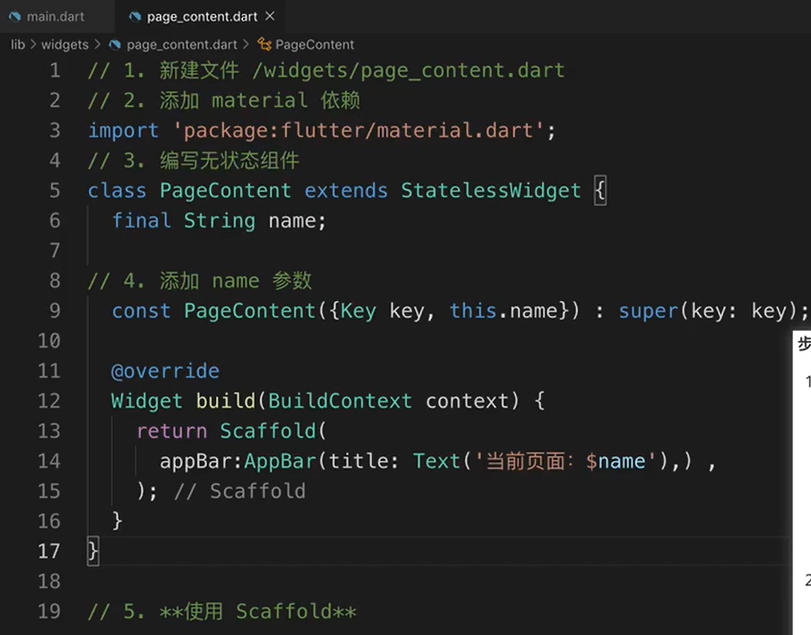 main.dart
page_content.dart ×
lib > widgets > page_content.dart > PageContent
1 // 1. 新建文件 /widgets/page_content.dart
2 // 2. 添加 material 依赖
3 import 'package:flutter/material.dart';
4 // 3. 编写无状态组件
5 class PageContent extends StatelessWidget {
6 final String name;
7
8 // 4. 添加 name 参数
9 const PageContent({Key key, this.name}) : super(key: key);
10
11 @override
12 Widget build(BuildContext context) {
13 return Scaffold(
14 appBar:AppBar(title: Text('当前页面: $name'),) ,
15 ); // Scaffold
16 }
17 }
18
19 // 5. **使用 Scaffold**
步
1
2